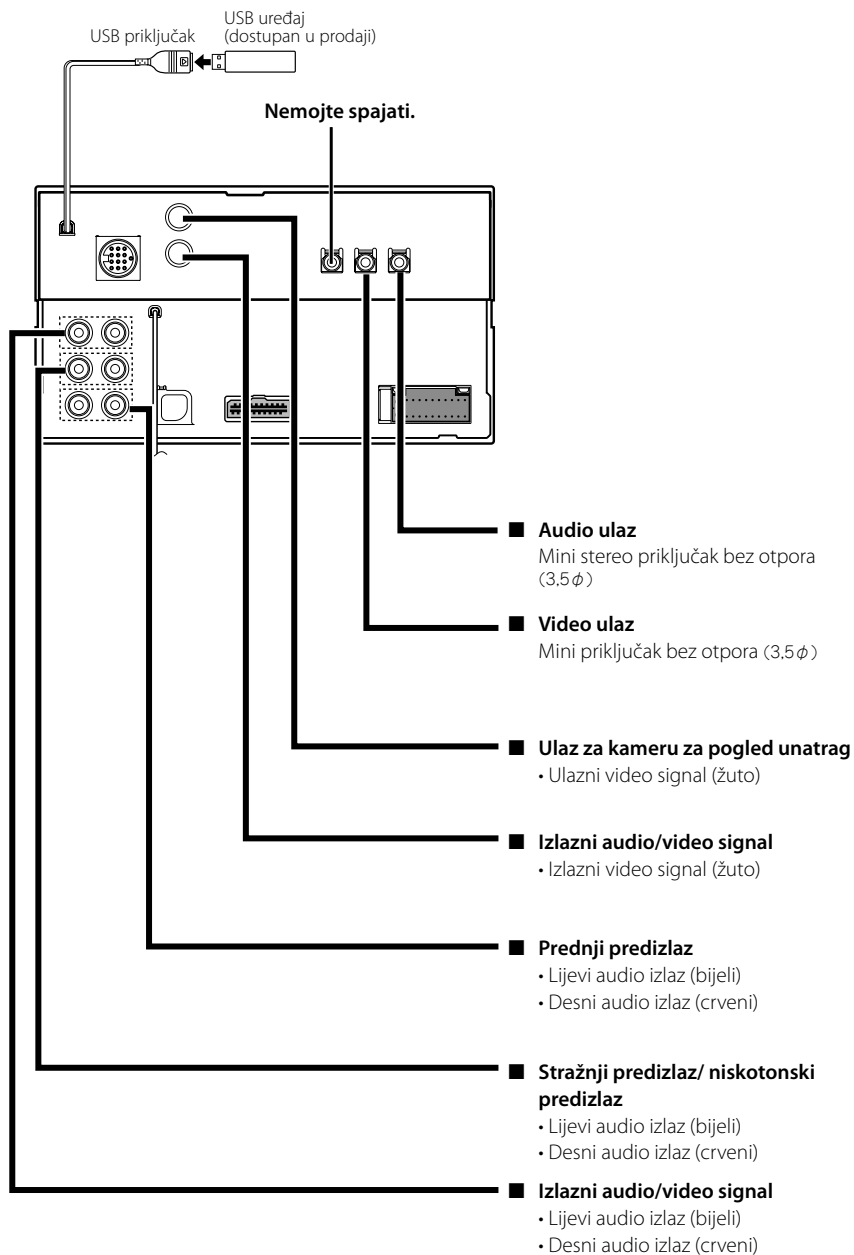 USB priključak
USB uređaj
(dostupan u prodaji)
Nemojte spajati.
■ Audio ulaz
Mini stereo priključak bez otpora
(3,5⌀)
■ Video ulaz
Mini priključak bez otpora (3,5⌀)
■ Ulaz za kameru za pogled unatrag
• Ulazni video signal (žuto)
■ Izlazni audio/video signal
• Izlazni video signal (žuto)
■ Prednji predizlaz
• Lijevi audio izlaz (bijeli)
• Desni audio izlaz (crveni)
■ Stražnji predizlaz/ niskotonski
predizlaz
• Lijevi audio izlaz (bijeli)
• Desni audio izlaz (crveni)
■ Izlazni audio/video signal
• Lijevi audio izlaz (bijeli)
• Desni audio izlaz (crveni)